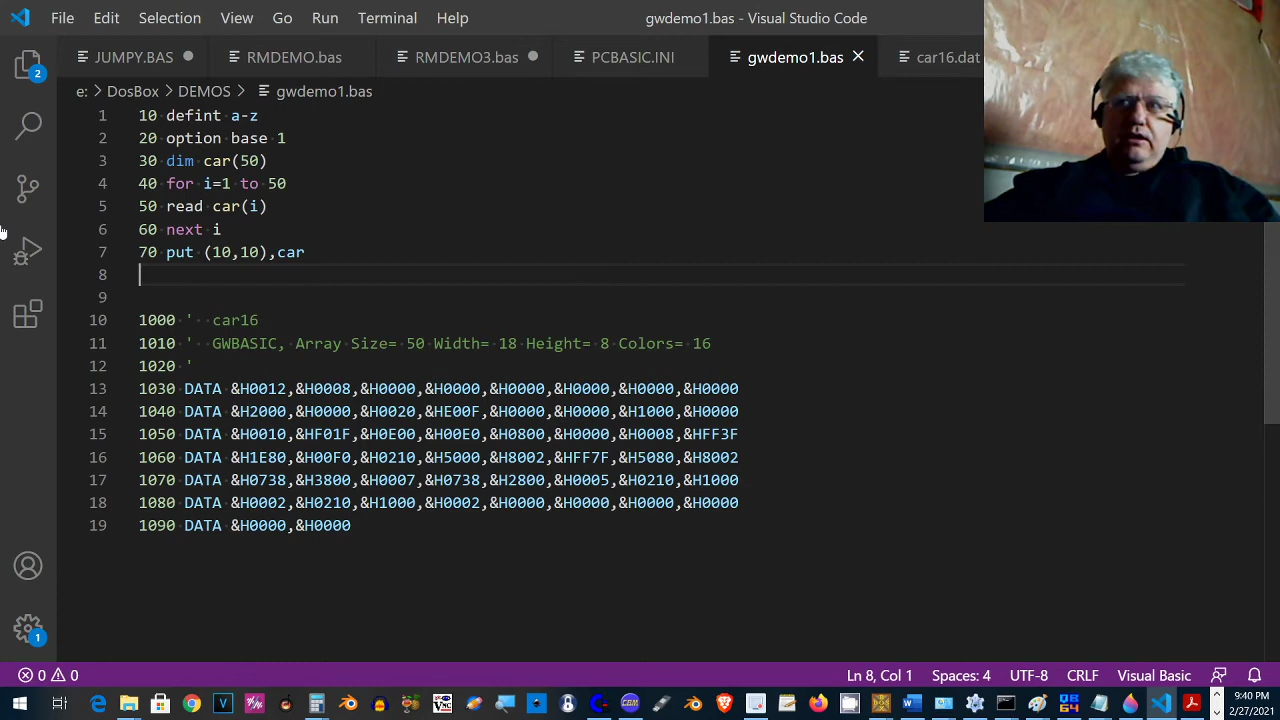 File Edit Selection View Go Run Terminal Help gwdemo1.bas - Visual Studio Code
JUMPY.BAS RMDEMO.bas RMDEMO3.bas PCBASIC.INI gwdemo1.bas car16.dat
e: > DosBox > DEMOS > gwdemo1.bas
1 10 defint a-z
2 20 option base 1
3 30 dim car(50)
4 40 for i=1 to 50
5 50 read car(i)
6 60 next i
7 70 put (10,10),car
8
9
10 1000 ' car16
11 1010 ' GWBASIC, Array Size= 50 Width= 18 Height= 8 Colors= 16
12 1020 '
13 1030 DATA &H0012,&H0008,&H0000,&H0000,&H0000,&H0000,&H0000,&H0000
14 1040 DATA &H2000,&H0000,&H0020,&HE00F,&H0000,&H0000,&H1000,&H0000
15 1050 DATA &H0010,&HF01F,&H0E00,&H00E0,&H0800,&H0000,&H0008,&HFF3F
16 1060 DATA &H1E80,&H00F0,&H0210,&H5000,&H8002,&HFF7F,&H5080,&H8002
17 1070 DATA &H0738,&H3800,&H0007,&H0738,&H2800,&H0005,&H0210,&H1000
18 1080 DATA &H0002,&H0210,&H1000,&H0002,&H0000,&H0000,&H0000,&H0000
19 1090 DATA &H0000,&H0000
2
1
0 0 Ln 8, Col 1 Spaces: 4 UTF-8 CRLF Visual Basic
9:40 PM
2/27/2021